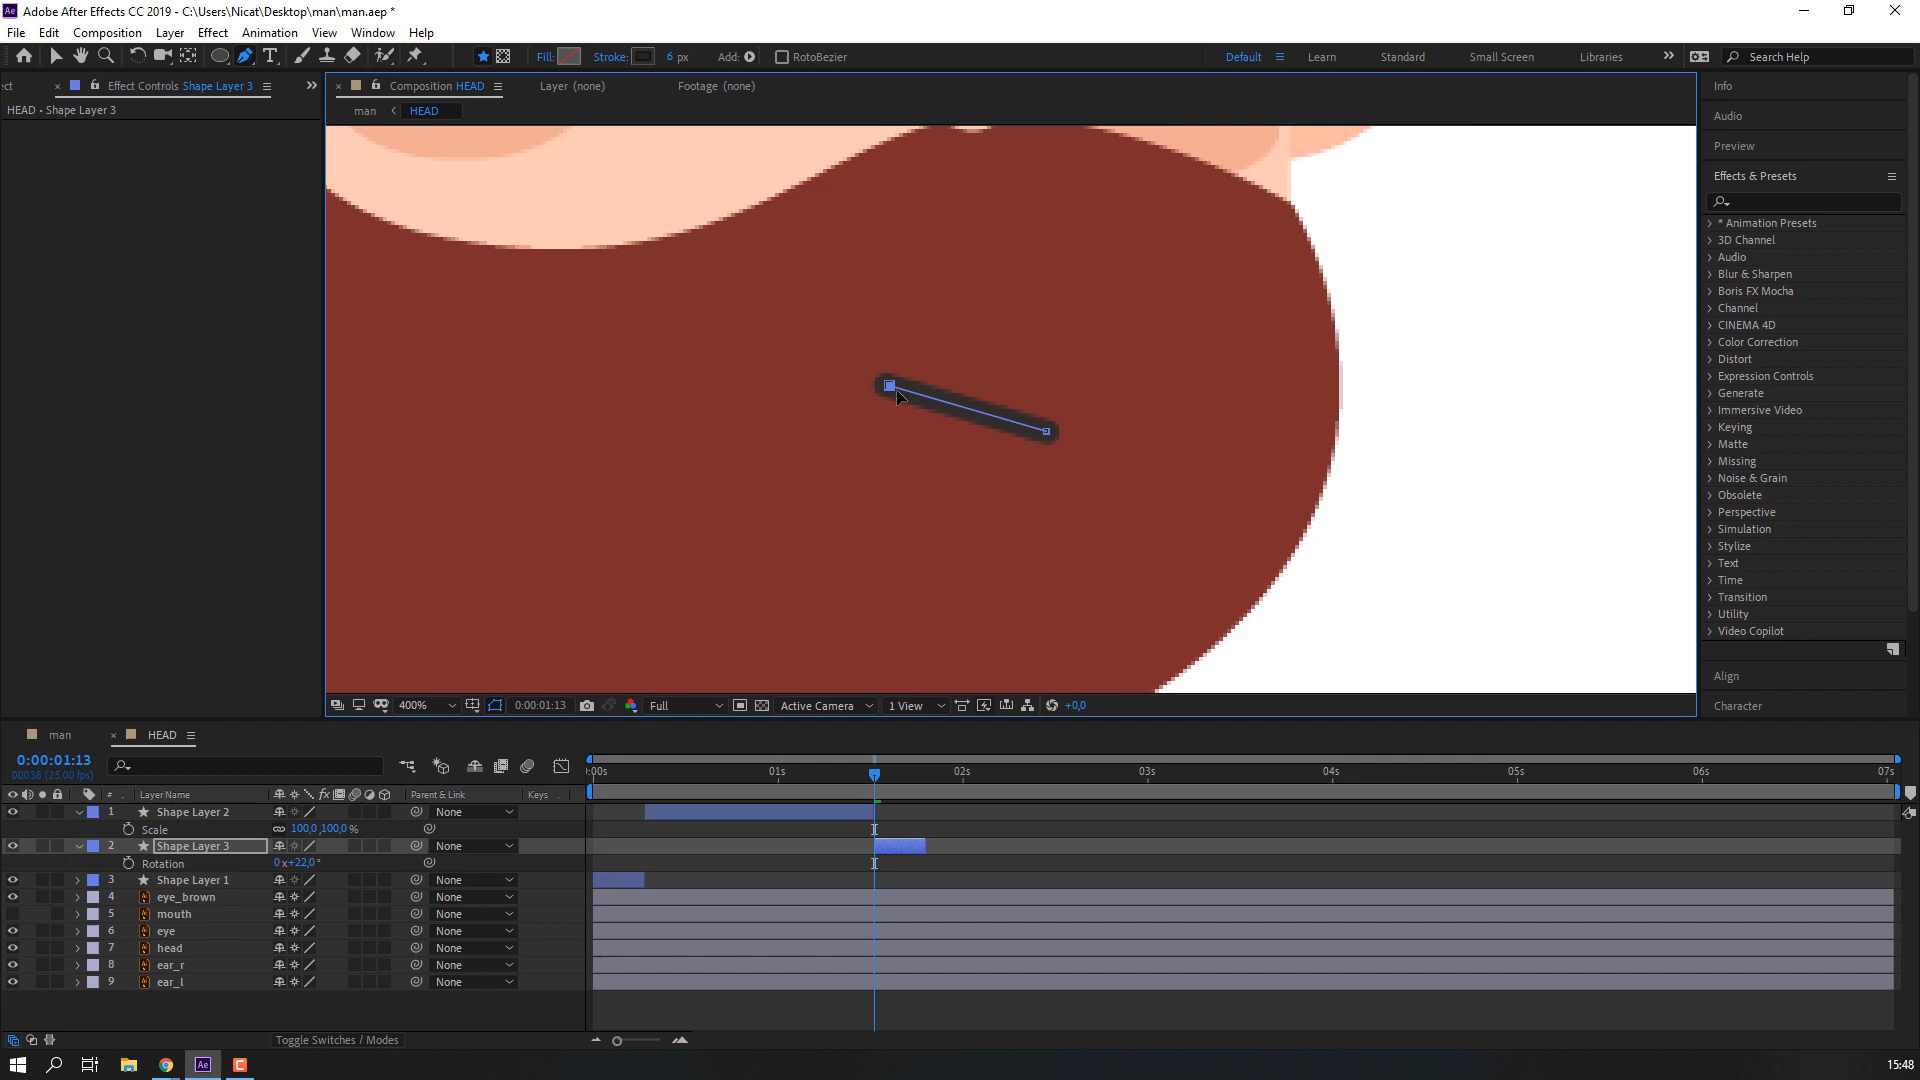 Adobe After Effects CC 2019 - C:\Users\Nicat\Desktop\man\man.aep *
File Edit Composition Layer Effect Animation View Window Help
Fill: Stroke: 6 px Add: RotoBezier Default Learn Standard Small Screen Libraries Search Help
ct Effect Controls Shape Layer 3 Composition HEAD Layer (none) Footage (none) Info
HEAD • Shape Layer 3 man HEAD
Audio
Preview
Effects & Presets
* Animation Presets
3D Channel
Audio
Blur & Sharpen
Boris FX Mocha
Channel
CINEMA 4D
Color Correction
Distort
Expression Controls
Generate
Immersive Video
Keying
Matte
Missing
Noise & Grain
Obsolete
Perspective
Simulation
Stylize
Text
Time
Transition
Utility
Video Copilot
Align
Character
400% 0:00:01:13 Full Active Camera 1 View +0,0
man HEAD
0:00:01:13
00038 (25.00 fps)
:00s 01s 02s 03s 04s 05s 06s 07s
# Layer Name fx Parent & Link Keys
1 Shape Layer 2 None
Scale 100,0,100,0 %
2 Shape Layer 3 None
Rotation 0 x+22,0°
3 Shape Layer 1 None
4 eye_brown None
5 mouth None
6 eye None
7 head None
8 ear_r None
9 ear_l None
Toggle Switches / Modes
15:48